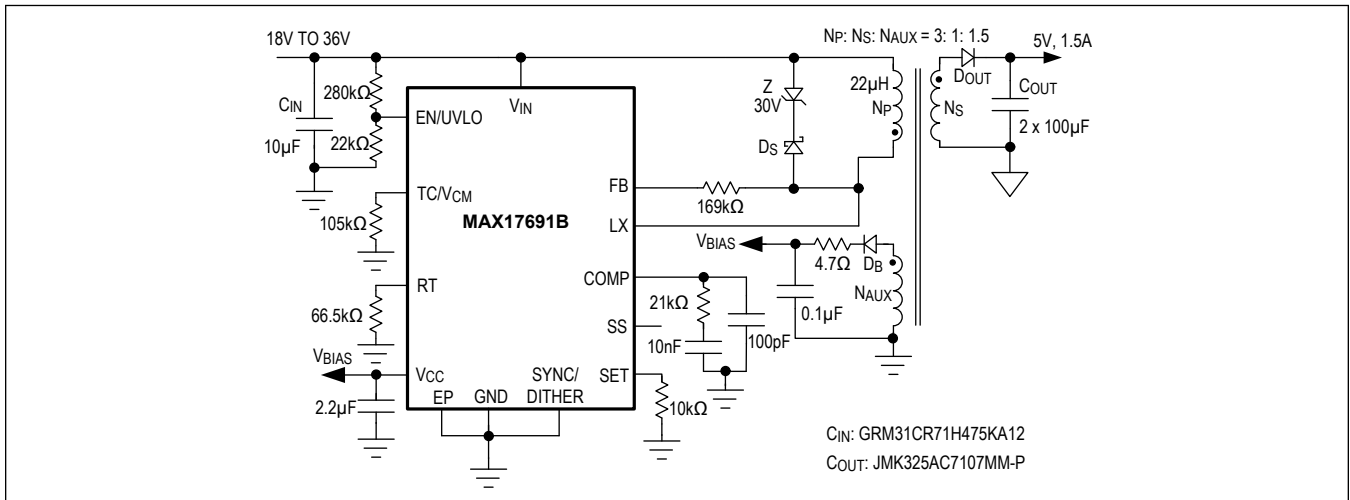 18V TO 36V
NP: NS: NAUX = 3: 1: 1.5
5V, 1.5A
CIN
10µF
280kΩ
22kΩ
VIN
EN/UVLO
Z
30V
DS
22µH
NP
NS
DOUT
COUT
2 x 100µF
TC/VCM
105kΩ
MAX17691B
FB
169kΩ
LX
VBIAS
4.7Ω
DB
NAUX
0.1µF
RT
66.5kΩ
COMP
21kΩ
10nF
100pF
SS
VBIAS
VCC
2.2µF
EP
GND
SYNC/
DITHER
SET
10kΩ
CIN: GRM31CR71H475KA12
COUT: JMK325AC7107MM-P